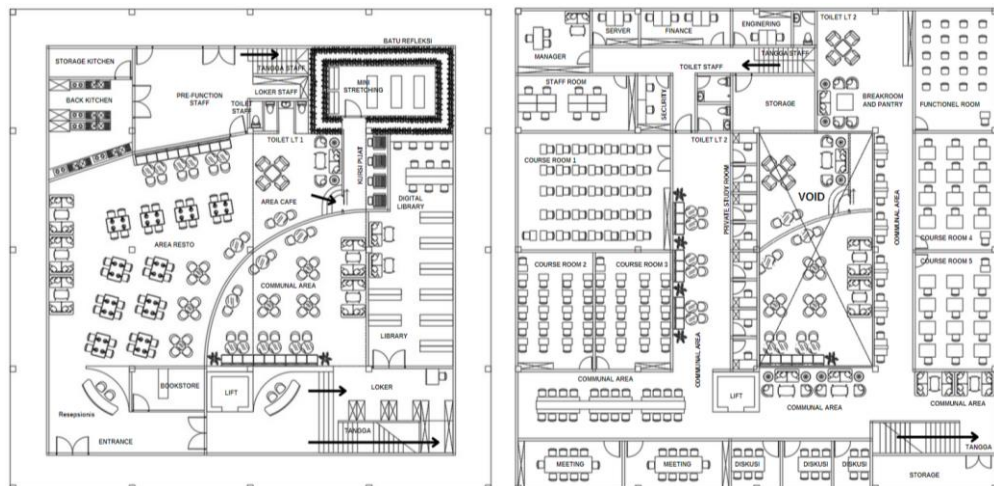 BATU REFLEKSI
STORAGE KITCHEN
TANGGA STAFF
BACK KITCHEN
PRE-FUNCTION
STAFF
LOKER STAFF
MINI
STRETCHING
TOILET
STAFF
TOILET LT 1
KURSI PIJAT
AREA CAFE
DIGITAL
LIBRARY
AREA RESTO
COMMUNAL AREA
LIBRARY
BOOKSTORE
LIFT
LOKER
Resepsionis
TANGGA
ENTRANCE
MANAGER
SERVER
FINANCE
ENGINERING
TOILET LT 2
TANGGA STAFF
TOILET STAFF
STAFF ROOM
SECURITY
STORAGE
BREAKROOM
AND PANTRY
FUNCTIONEL ROOM
COURSE ROOM 1
TOILET LT 2
PRIVATE STUDY ROOM
VOID
COMMUNAL AREA
COURSE ROOM 4
COURSE ROOM 2
COURSE ROOM 3
COURSE ROOM 5
COMMUNAL AREA
COMMUNAL AREA
LIFT
COMMUNAL AREA
COMMUNAL AREA
TANGGA
MEETING
MEETING
DISKUSI
DISKUSI
DISKUSI
STORAGE